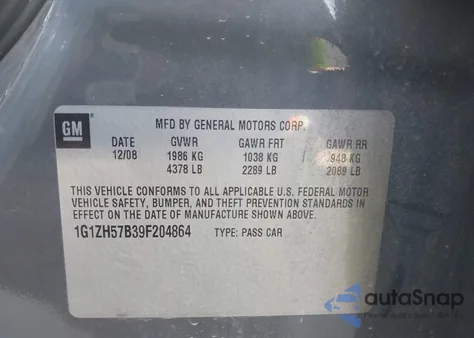 GM
MFD BY GENERAL MOTORS CORP.
DATE GVWR GAWR FRT GAWR RR
12/08 1986 KG 1038 KG 948 KG
4378 LB 2289 LB 2089 LB
THIS VEHICLE CONFORMS TO ALL APPLICABLE U.S. FEDERAL MOTOR
VEHICLE SAFETY, BUMPER, AND THEFT PREVENTION STANDARDS IN
EFFECT ON THE DATE OF MANUFACTURE SHOWN ABOVE.
1G1ZH57B39F204864 TYPE: PASS CAR
autoSnap